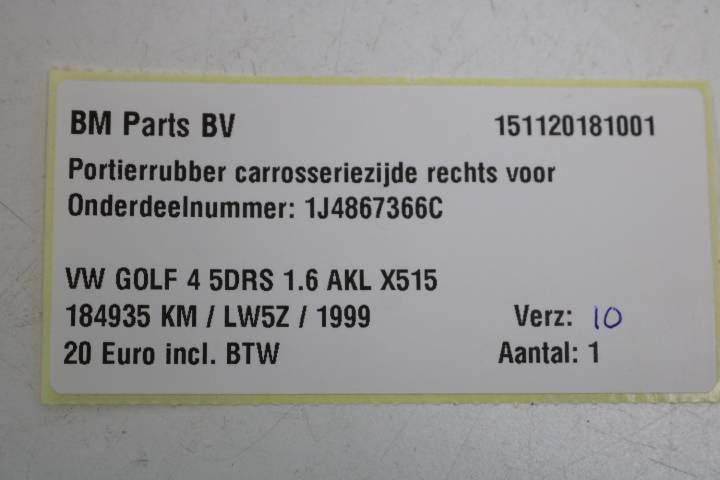 BM Parts BV 151120181001
Portierrubber carrosseriezijde rechts voor
Onderdeelnummer: 1J4867366C
VW GOLF 4 5DRS 1.6 AKL X515
184935 KM / LW5Z / 1999 Verz: 10
20 Euro incl. BTW Aantal: 1